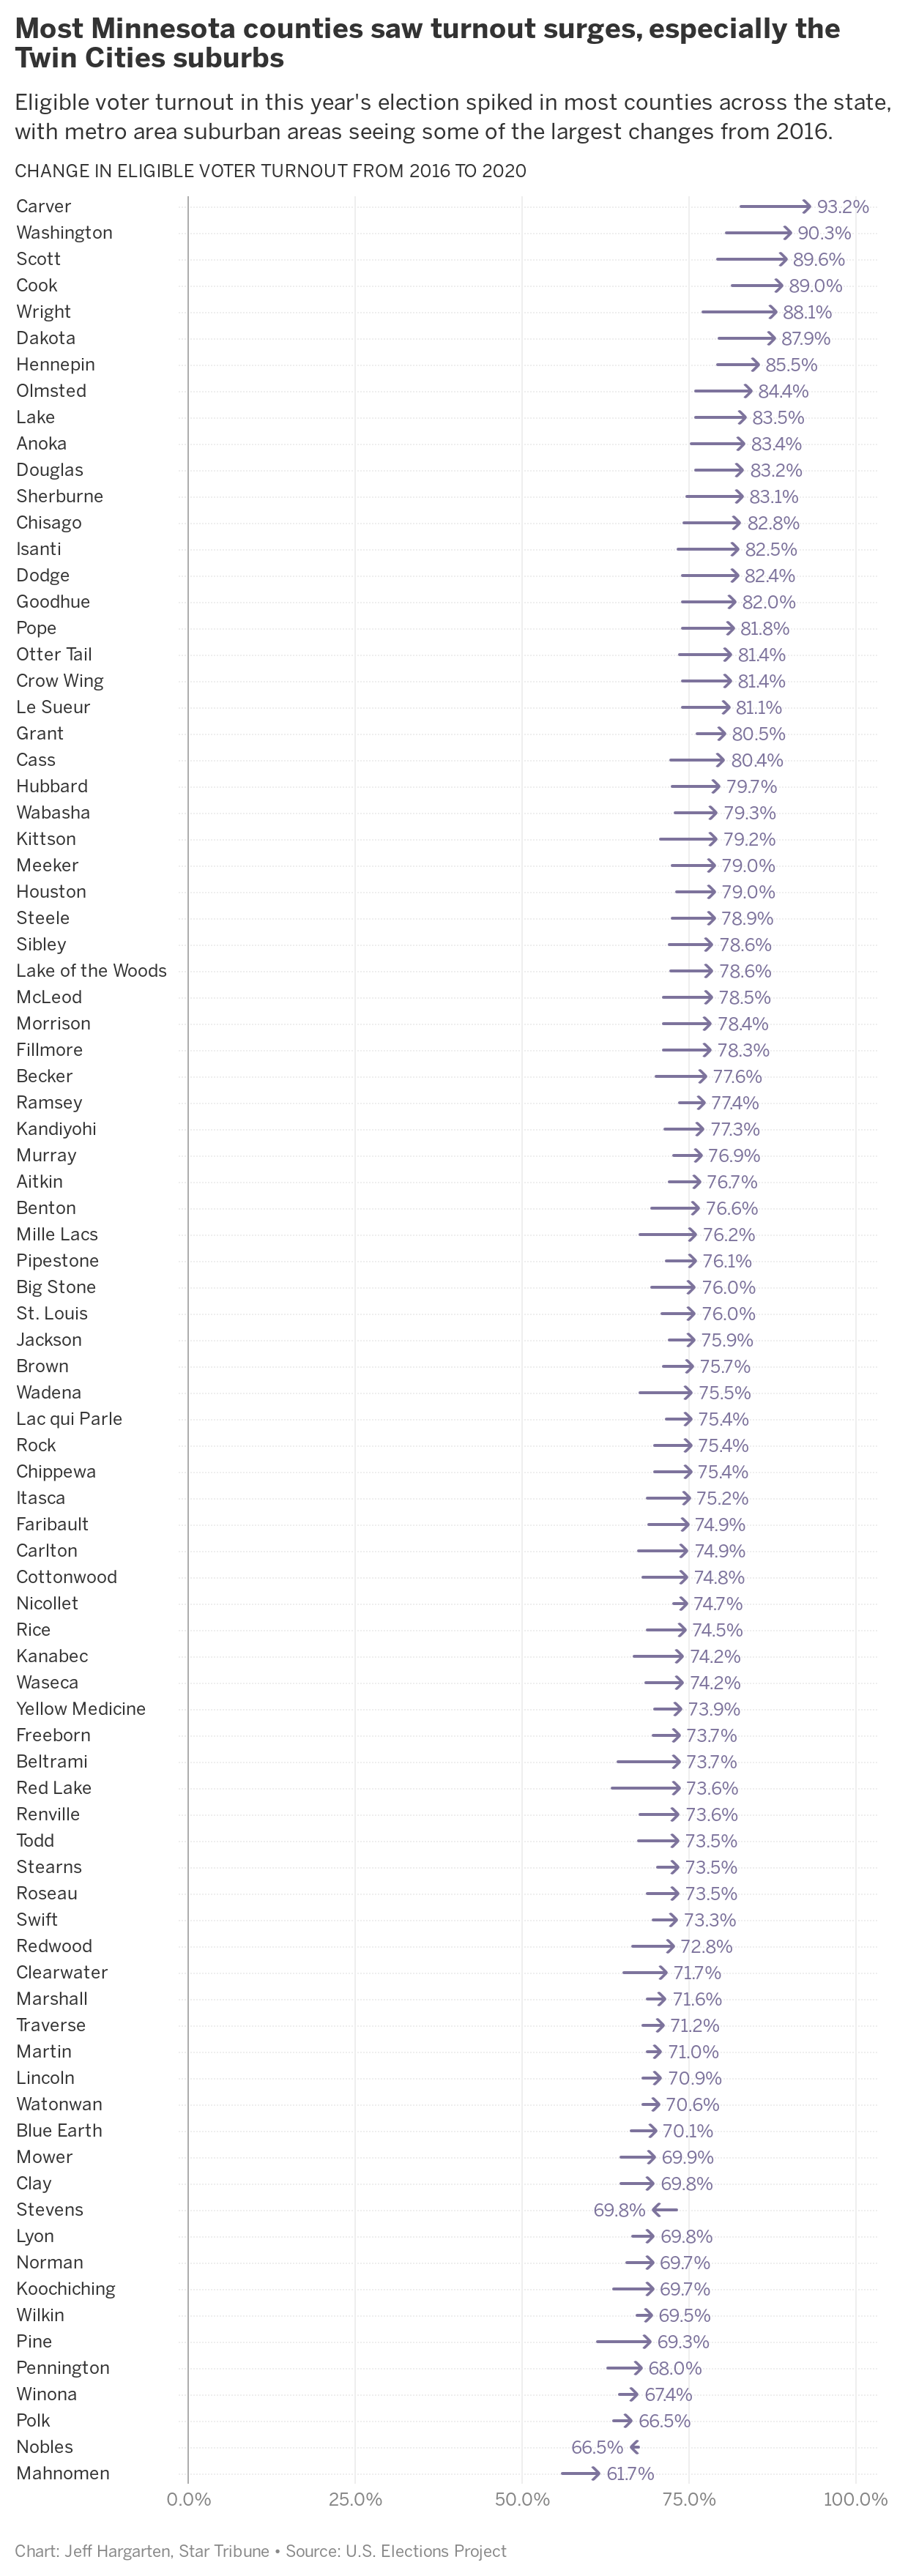 Most Minnesota counties saw turnout surges, especially the
Twin Cities suburbs
Eligible voter turnout in this year's election spiked in most counties across the state,
with metro area suburban areas seeing some of the largest changes from 2016.
CHANGE IN ELIGIBLE VOTER TURNOUT FROM 2016 TO 2020
Carver 93.2%
Washington 90.3%
Scott 89.6%
Cook 89.0%
Wright 88.1%
Dakota 87.9%
Hennepin 85.5%
Olmsted 84.4%
Lake 83.5%
Anoka 83.4%
Douglas 83.2%
Sherburne 83.1%
Chisago 82.8%
Isanti 82.5%
Dodge 82.4%
Goodhue 82.0%
Pope 81.8%
Otter Tail 81.4%
Crow Wing 81.4%
Le Sueur 81.1%
Grant 80.5%
Cass 80.4%
Hubbard 79.7%
Wabasha 79.3%
Kittson 79.2%
Meeker 79.0%
Houston 79.0%
Steele 78.9%
Sibley 78.6%
Lake of the Woods 78.6%
McLeod 78.5%
Morrison 78.4%
Fillmore 78.3%
Becker 77.6%
Ramsey 77.4%
Kandiyohi 77.3%
Murray 76.9%
Aitkin 76.7%
Benton 76.6%
Mille Lacs 76.2%
Pipestone 76.1%
Big Stone 76.0%
St. Louis 76.0%
Jackson 75.9%
Brown 75.7%
Wadena 75.5%
Lac qui Parle 75.4%
Rock 75.4%
Chippewa 75.4%
Itasca 75.2%
Faribault 74.9%
Carlton 74.9%
Cottonwood 74.8%
Nicollet 74.7%
Rice 74.5%
Kanabec 74.2%
Waseca 74.2%
Yellow Medicine 73.9%
Freeborn 73.7%
Beltrami 73.7%
Red Lake 73.6%
Renville 73.6%
Todd 73.5%
Stearns 73.5%
Roseau 73.5%
Swift 73.3%
Redwood 72.8%
Clearwater 71.7%
Marshall 71.6%
Traverse 71.2%
Martin 71.0%
Lincoln 70.9%
Watonwan 70.6%
Blue Earth 70.1%
Mower 69.9%
Clay 69.8%
Stevens 69.8%
Lyon 69.8%
Norman 69.7%
Koochiching 69.7%
Wilkin 69.5%
Pine 69.3%
Pennington 68.0%
Winona 67.4%
Polk 66.5%
Nobles 66.5%
Mahnomen 61.7%
0.0% 25.0% 50.0% 75.0% 100.0%
Chart: Jeff Hargarten, Star Tribune • Source: U.S. Elections Project